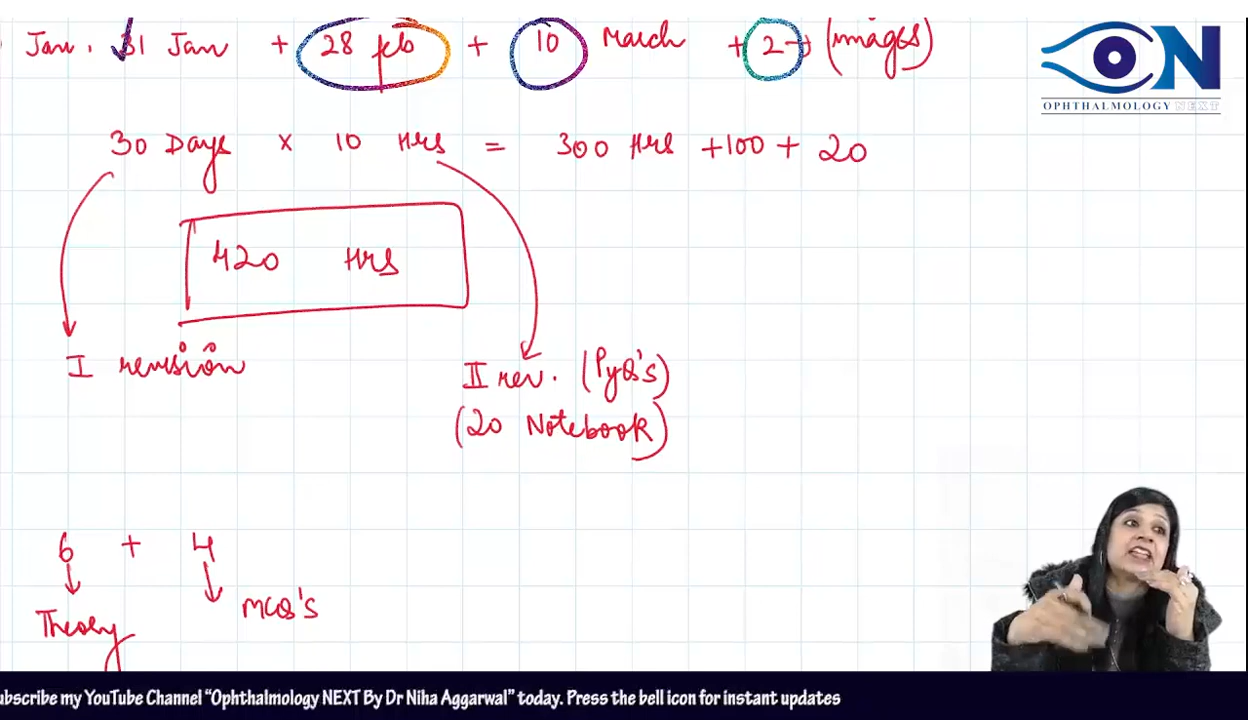 Jan. 31 Jan + 28 feb + 10 March + 2 → (images)
ON
OPHTHALMOLOGY NEXT
30 Days × 10 Hrs = 300 Hrs +100 + 20
420 Hrs
I revision
II rev. (PyQ's)
(20 Notebook)
6 + 4
Theory
MCQ'S
ubscribe my YouTube Channel “Ophthalmology NEXT By Dr Niha Aggarwal” today. Press the bell icon for instant updates